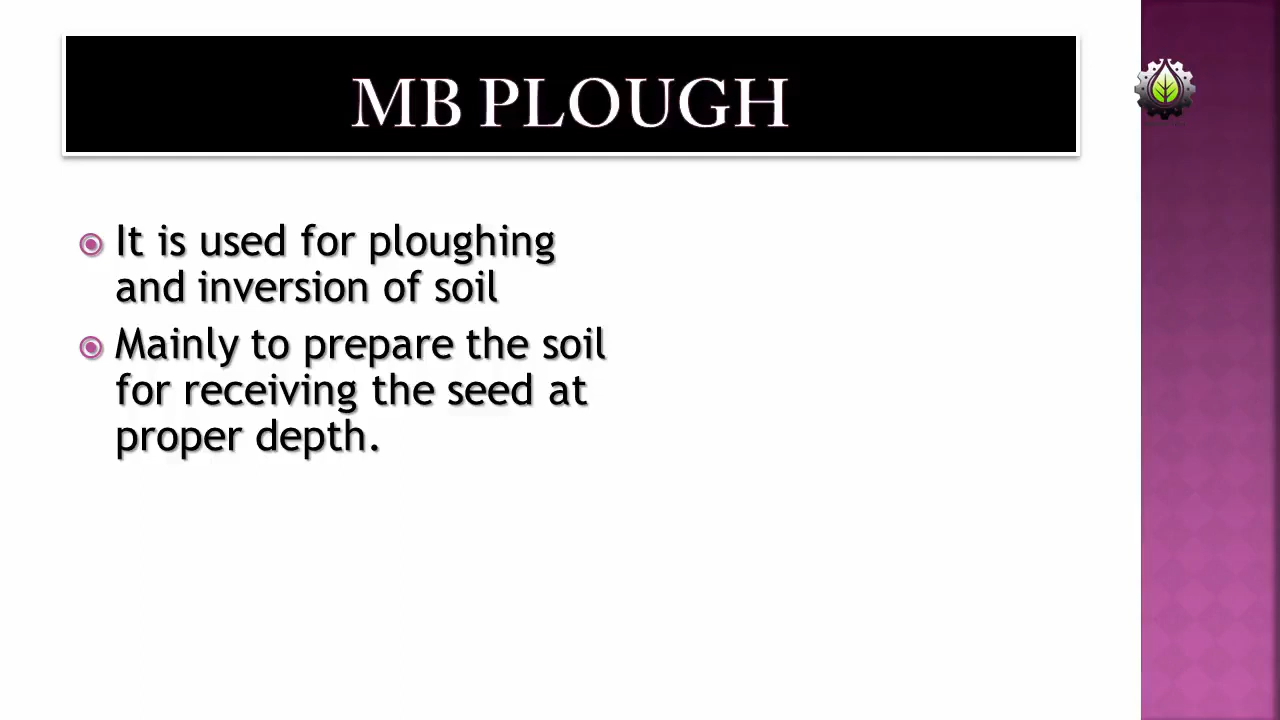 MB PLOUGH
It is used for ploughing
and inversion of soil
Mainly to prepare the soil
for receiving the seed at
proper depth.